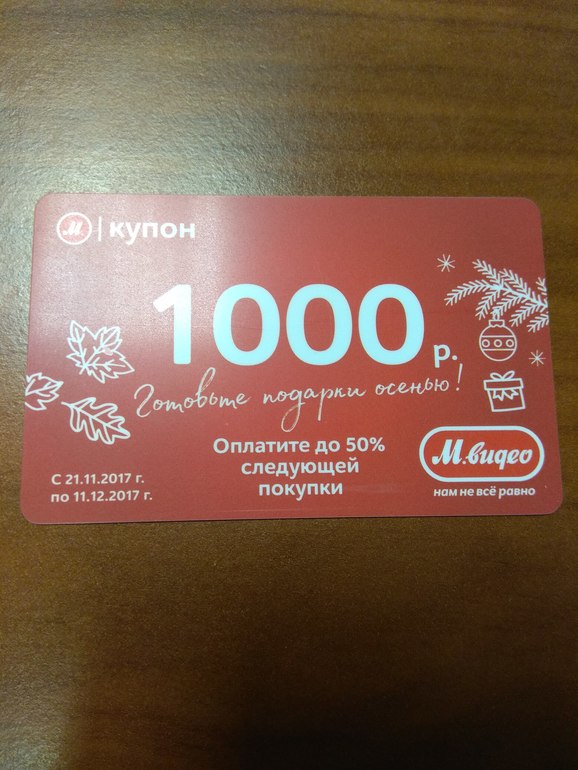 М. | купон
1000 р.
Готовьте подарки осенью!
Оплатите до 50%
следующей
покупки
С 21.11.2017 г.
по 11.12.2017 г.
М.видео
нам не всё равно